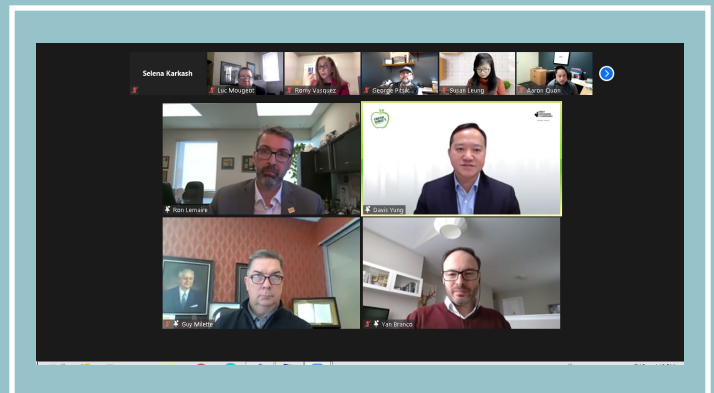 Selena Karkash
Luc Mougeot
Romy Vasquez
George Pitsik...
Susan Leung
Aaron Quon
Ron Lemaire
Davis Yung
Guy Milette
Yan Branco